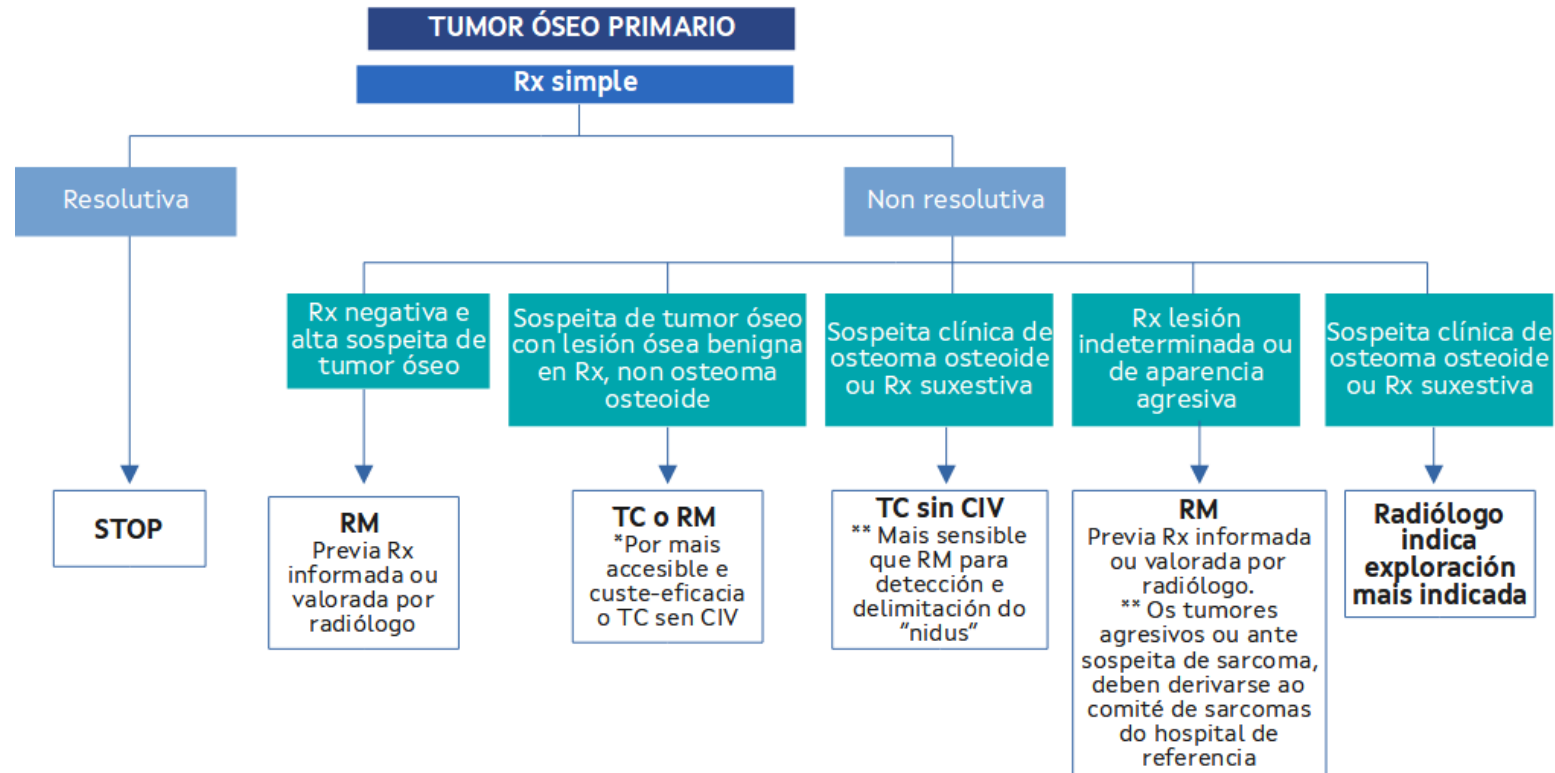 TUMOR ÓSEO PRIMARIO
Rx simple
Resolutiva
Non resolutiva
Rx negativa e
alta sospeita de
tumor óseo
Sospeita de tumor óseo
con lesión ósea benigna
en Rx, non osteoma
osteoide
Sospeita clínica de
osteoma osteoide
ou Rx suxestiva
Rx lesión
indeterminada ou
de aparencia
agresiva
Sospeita clínica de
osteoma osteoide
ou Rx suxestiva
STOP
RM
Previa Rx
informada ou
valorada por
radiólogo
TC o RM
*Por mais
accesible e
custe-eficacia
o TC sen CIV
TC sin CIV
** Mais sensible
que RM para
detección e
delimitación do
“nidus”
RM
Previa Rx informada
ou valorada por
radiólogo.
** Os tumores
agresivos ou ante
sospeita de sarcoma,
deben derivarse ao
comité de sarcomas
do hospital de
referencia
Radiólogo
indica
exploración
mais indicada